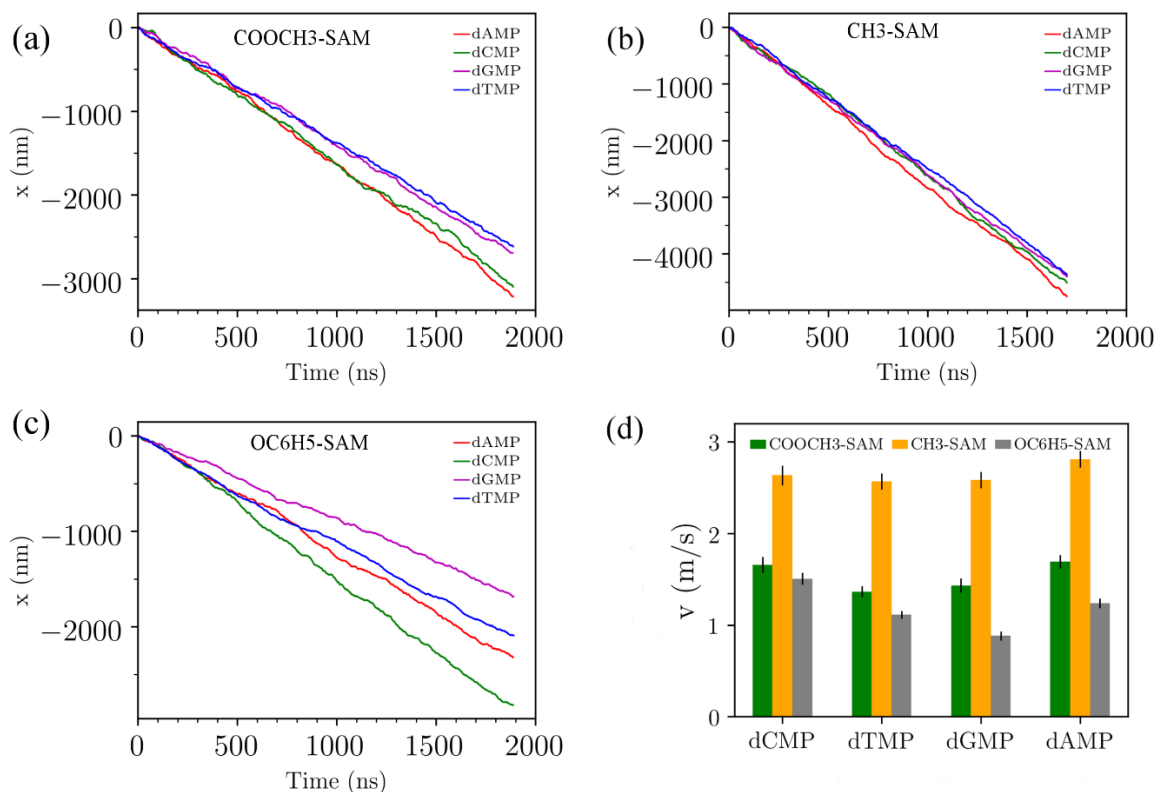 (a)
COOCH3-SAM
dAMP
dCMP
dGMP
dTMP
0
−1000
−2000
−3000
x (nm)
0 500 1000 1500 2000
Time (ns)
(b)
CH3-SAM
dAMP
dCMP
dGMP
dTMP
0
−1000
−2000
−3000
−4000
x (nm)
0 500 1000 1500 2000
Time (ns)
(c)
OC6H5-SAM
dAMP
dCMP
dGMP
dTMP
0
−1000
−2000
x (nm)
0 500 1000 1500 2000
Time (ns)
(d)
COOCH3-SAM CH3-SAM OC6H5-SAM
3
2
1
0
v (m/s)
dCMP dTMP dGMP dAMP